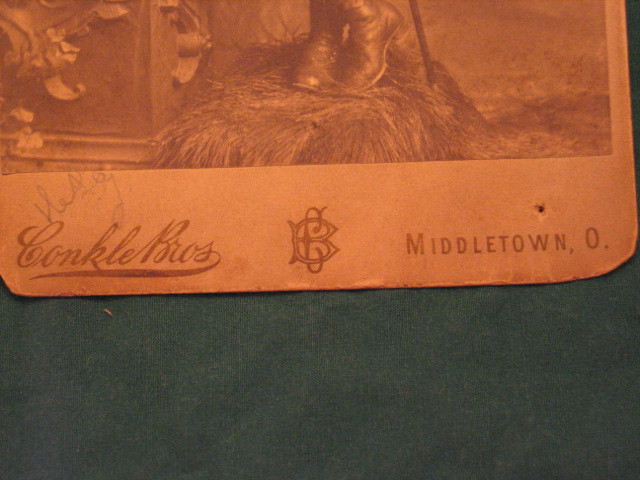 Conkle Bros CB MIDDLETOWN, O.